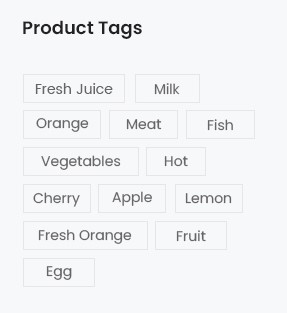 Product Tags
Fresh Juice Milk
Orange Meat Fish
Vegetables Hot
Cherry Apple Lemon
Fresh Orange Fruit
Egg